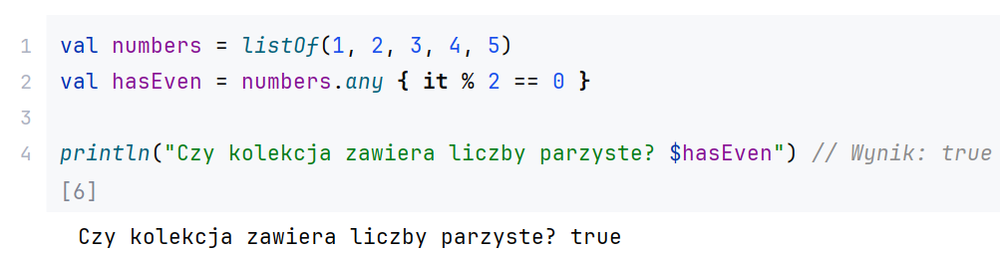 1 val numbers = listOf(1, 2, 3, 4, 5)
2 val hasEven = numbers.any { it % 2 == 0 }
3
4 println("Czy kolekcja zawiera liczby parzyste? $hasEven") // Wynik: true
[6]
Czy kolekcja zawiera liczby parzyste? true